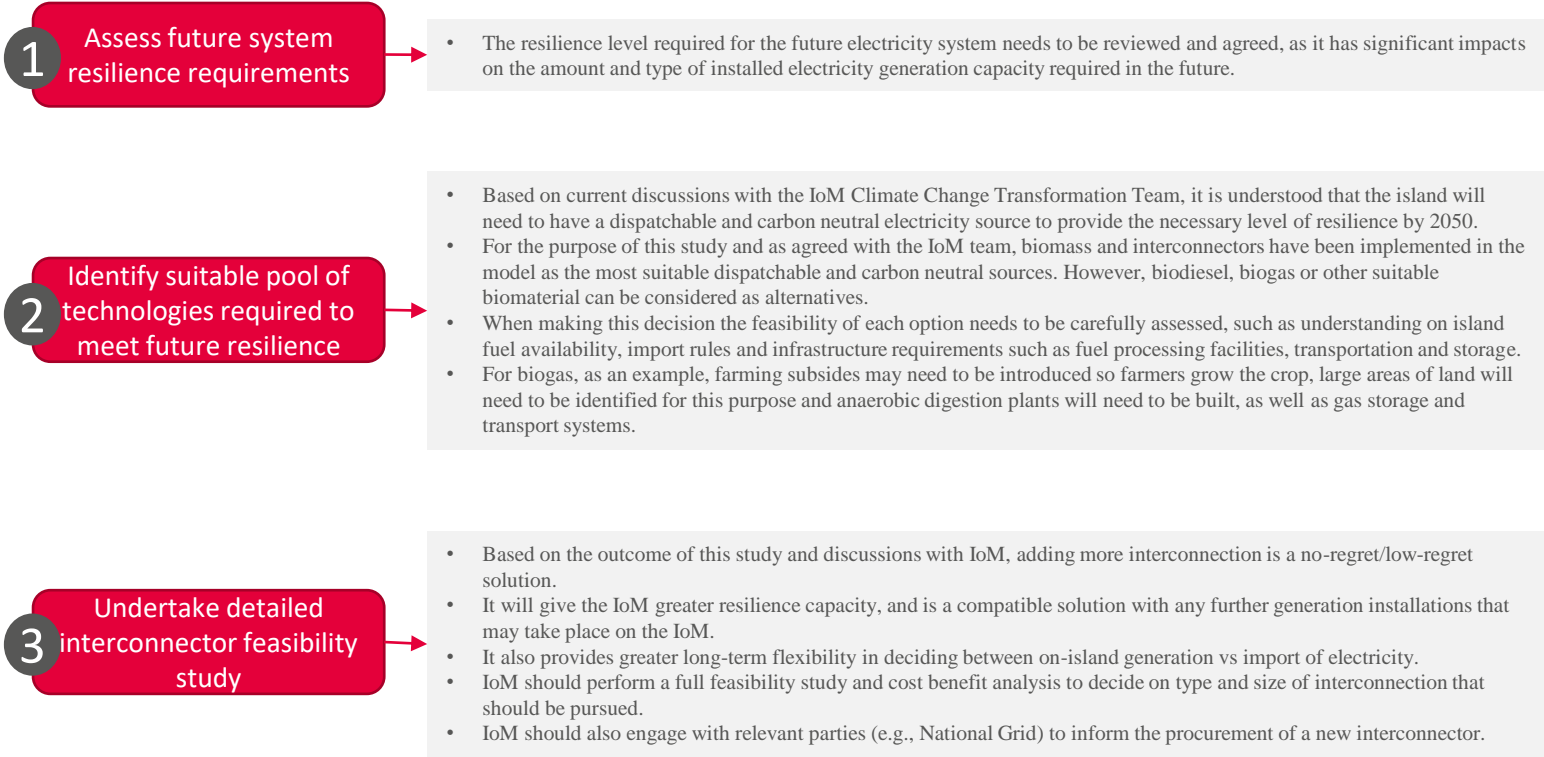 1
Assess future system
resilience requirements
• The resilience level required for the future electricity system needs to be reviewed and agreed, as it has significant impacts
on the amount and type of installed electricity generation capacity required in the future.
2
Identify suitable pool of
technologies required to
meet future resilience
• Based on current discussions with the IoM Climate Change Transformation Team, it is understood that the island will
need to have a dispatchable and carbon neutral electricity source to provide the necessary level of resilience by 2050.
• For the purpose of this study and as agreed with the IoM team, biomass and interconnectors have been implemented in the
model as the most suitable dispatchable and carbon neutral sources. However, biodiesel, biogas or other suitable
biomaterial can be considered as alternatives.
• When making this decision the feasibility of each option needs to be carefully assessed, such as understanding on island
fuel availability, import rules and infrastructure requirements such as fuel processing facilities, transportation and storage.
• For biogas, as an example, farming subsides may need to be introduced so farmers grow the crop, large areas of land will
need to be identified for this purpose and anaerobic digestion plants will need to be built, as well as gas storage and
transport systems.
3
Undertake detailed
interconnector feasibility
study
• Based on the outcome of this study and discussions with IoM, adding more interconnection is a no-regret/low-regret
solution.
• It will give the IoM greater resilience capacity, and is a compatible solution with any further generation installations that
may take place on the IoM.
• It also provides greater long-term flexibility in deciding between on-island generation vs import of electricity.
• IoM should perform a full feasibility study and cost benefit analysis to decide on type and size of interconnection that
should be pursued.
• IoM should also engage with relevant parties (e.g., National Grid) to inform the procurement of a new interconnector.